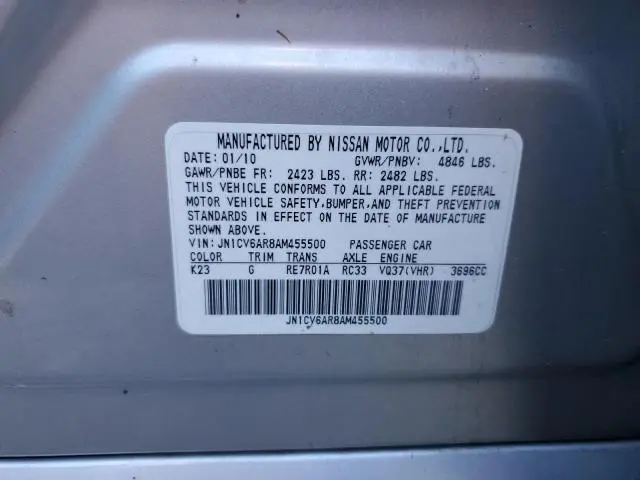 MANUFACTURED BY NISSAN MOTOR CO.,LTD.
DATE: 01/10 GVWR/PNBV: 4846 LBS.
GAWR/PNBE FR: 2423 LBS. RR: 2482 LBS.
THIS VEHICLE CONFORMS TO ALL APPLICABLE FEDERAL
MOTOR VEHICLE SAFETY,BUMPER,AND THEFT PREVENTION
STANDARDS IN EFFECT ON THE DATE OF MANUFACTURE
SHOWN ABOVE.
VIN: JN1CV6AR8AM455500 PASSENGER CAR
COLOR TRIM TRANS AXLE ENGINE
K23 G RE7R01A RC33 VQ37(VHR) 3696CC
JN1CV6AR8AM455500